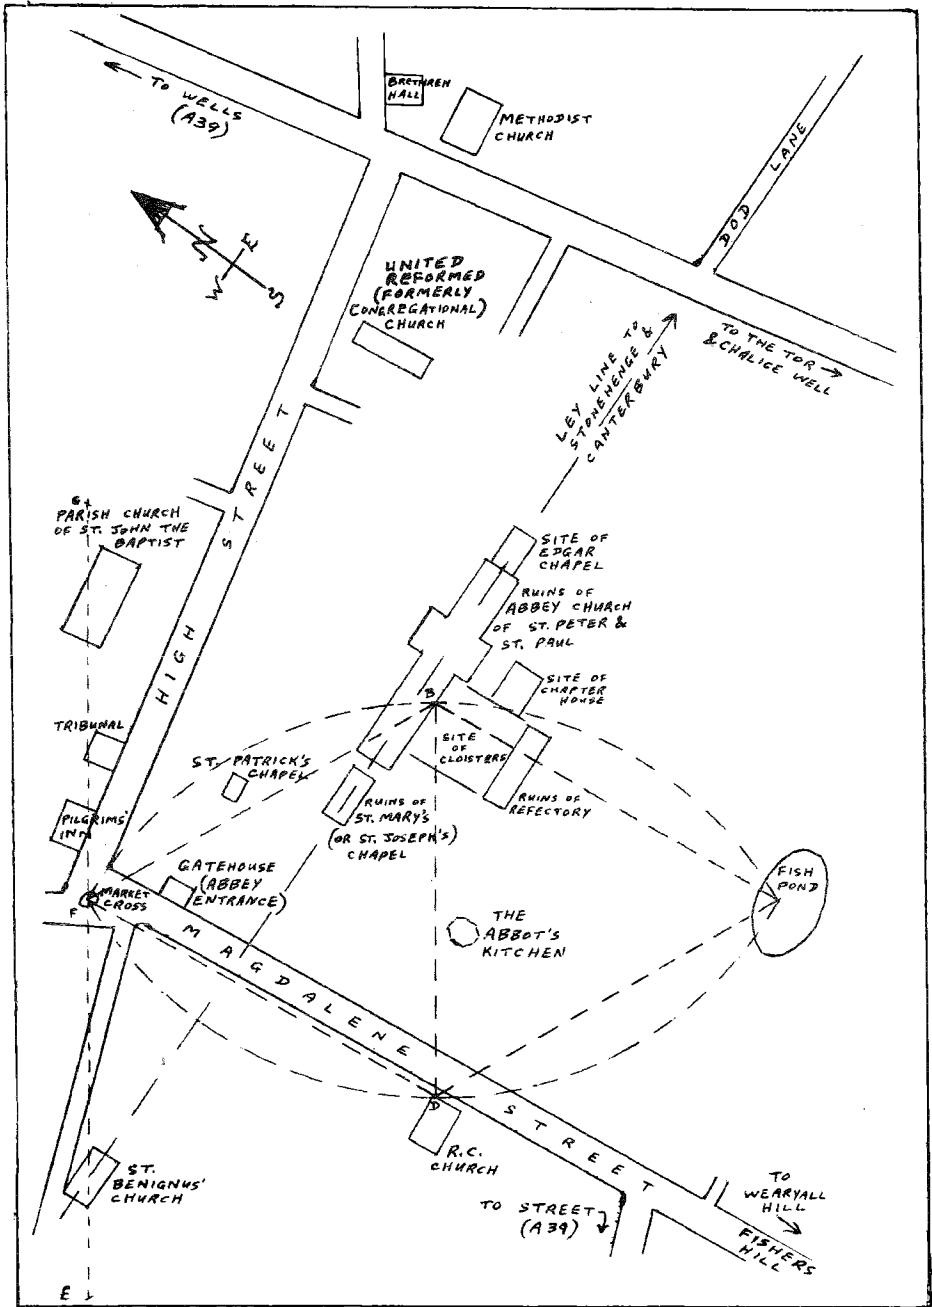 TO WELLS
(A39)
BRETHREN
HALL
METHODIST
CHURCH
DOD LANE
N
E
W
S
UNITED
REFORMED
(FORMERLY
CONGREGATIONAL)
CHURCH
TO THE TOR
& CHALICE WELL
LEY LINE TO
STONEHENGE &
CANTERBURY
HIGH STREET
G
PARISH CHURCH
OF ST. JOHN THE
BAPTIST
SITE OF
EDGAR
CHAPEL
RUINS OF
ABBEY CHURCH
OF ST. PETER &
ST. PAUL
SITE OF
CHAPTER
HOUSE
B
SITE
OF
CLOISTERS
TRIBUNAL
ST. PATRICK'S
CHAPEL
RUINS OF
REFECTORY
RUINS OF
ST. MARY'S
(OR ST. JOSEPH'S)
CHAPEL
PILGRIMS'
INN
GATEHOUSE
(ABBEY
ENTRANCE)
FISH
POND
MARKET
CROSS
F
THE
ABBOT'S
KITCHEN
MAGDALENE STREET
D
R.C.
CHURCH
ST.
BENIGNUS'
CHURCH
TO STREET
(A39)
TO
WEARYALL
HILL
FISHERS
HILL
E